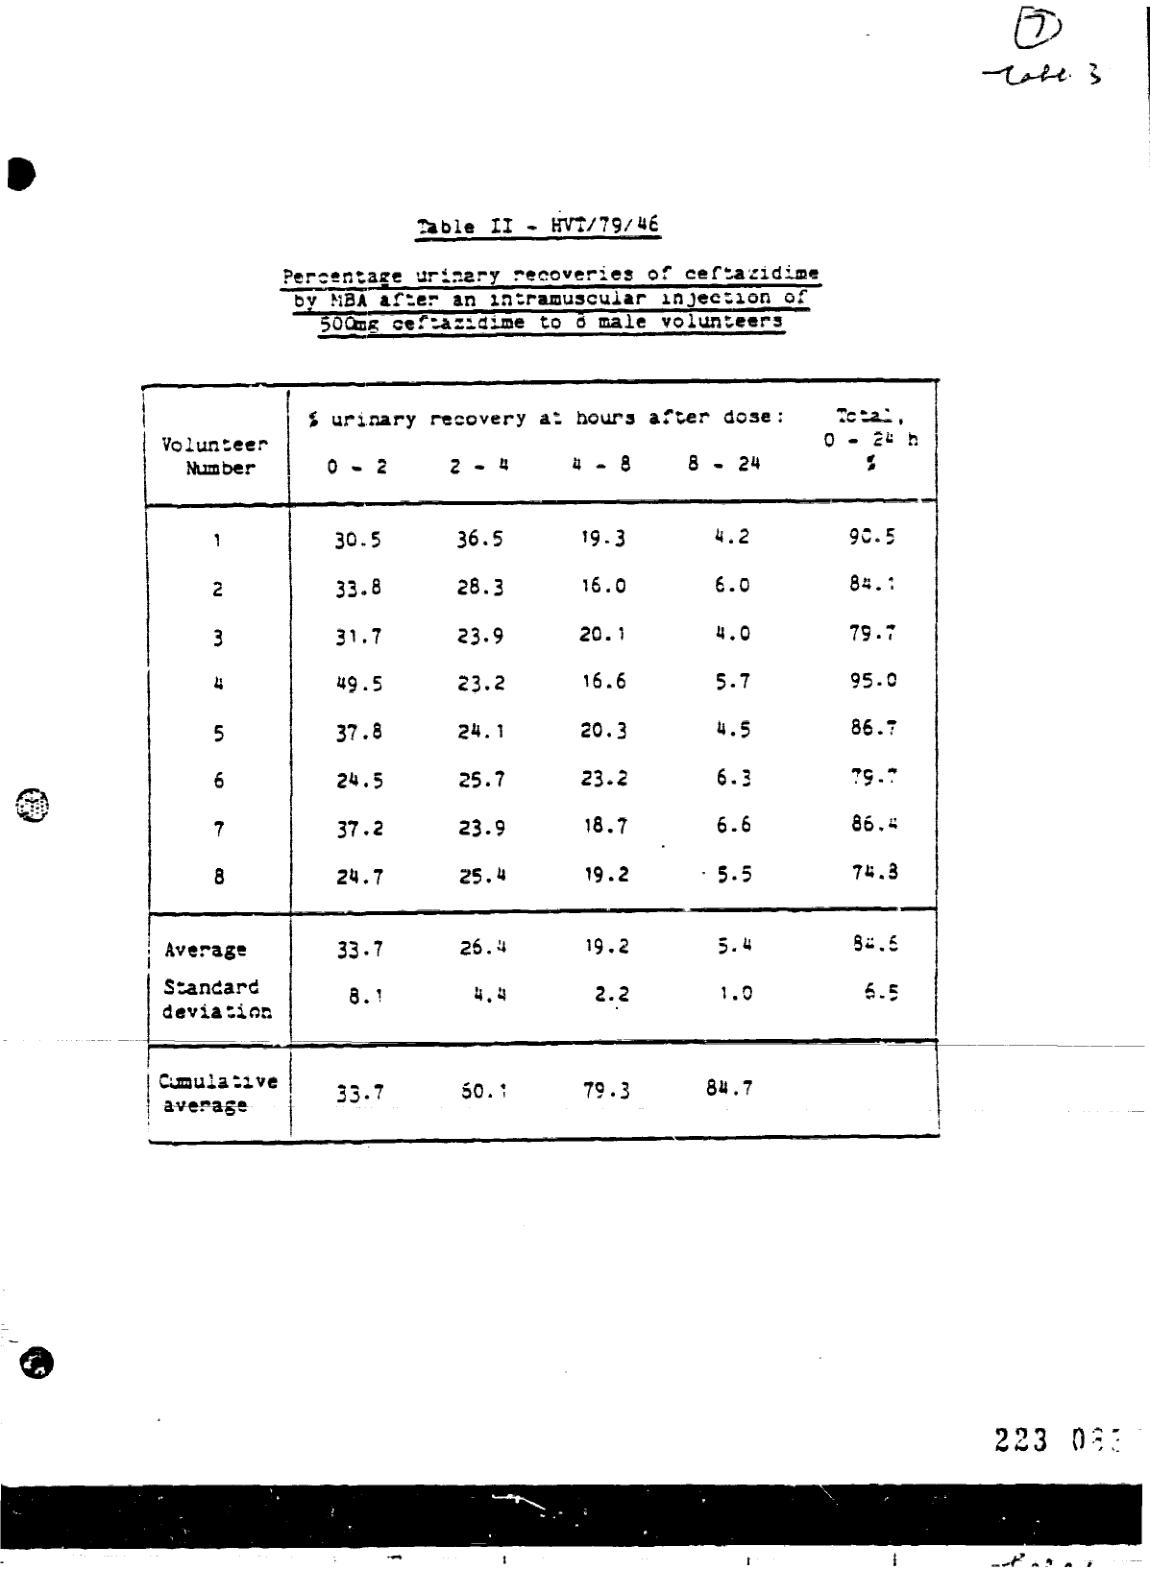 7
Table 3
Table II - HVT/79/46
Percentage urinary recoveries of ceftazidime
by MBA after an intramuscular injection of
500mg ceftazidime to 8 male volunteers
Volunteer Number % urinary recovery at hours after dose: Total, 0 - 24 h %
0 - 2 2 - 4 4 - 8 8 - 24
1 30.5 36.5 19.3 4.2 90.5
2 33.8 28.3 16.0 6.0 84.1
3 31.7 23.9 20.1 4.0 79.7
4 49.5 23.2 16.6 5.7 95.0
5 37.8 24.1 20.3 4.5 86.7
6 24.5 25.7 23.2 6.3 79.7
7 37.2 23.9 18.7 6.6 86.4
8 24.7 25.4 19.2 5.5 74.8
Average 33.7 26.4 19.2 5.4 84.6
Standard deviation 8.1 4.4 2.2 1.0 6.5
Cumulative average 33.7 60.1 79.3 84.7
223